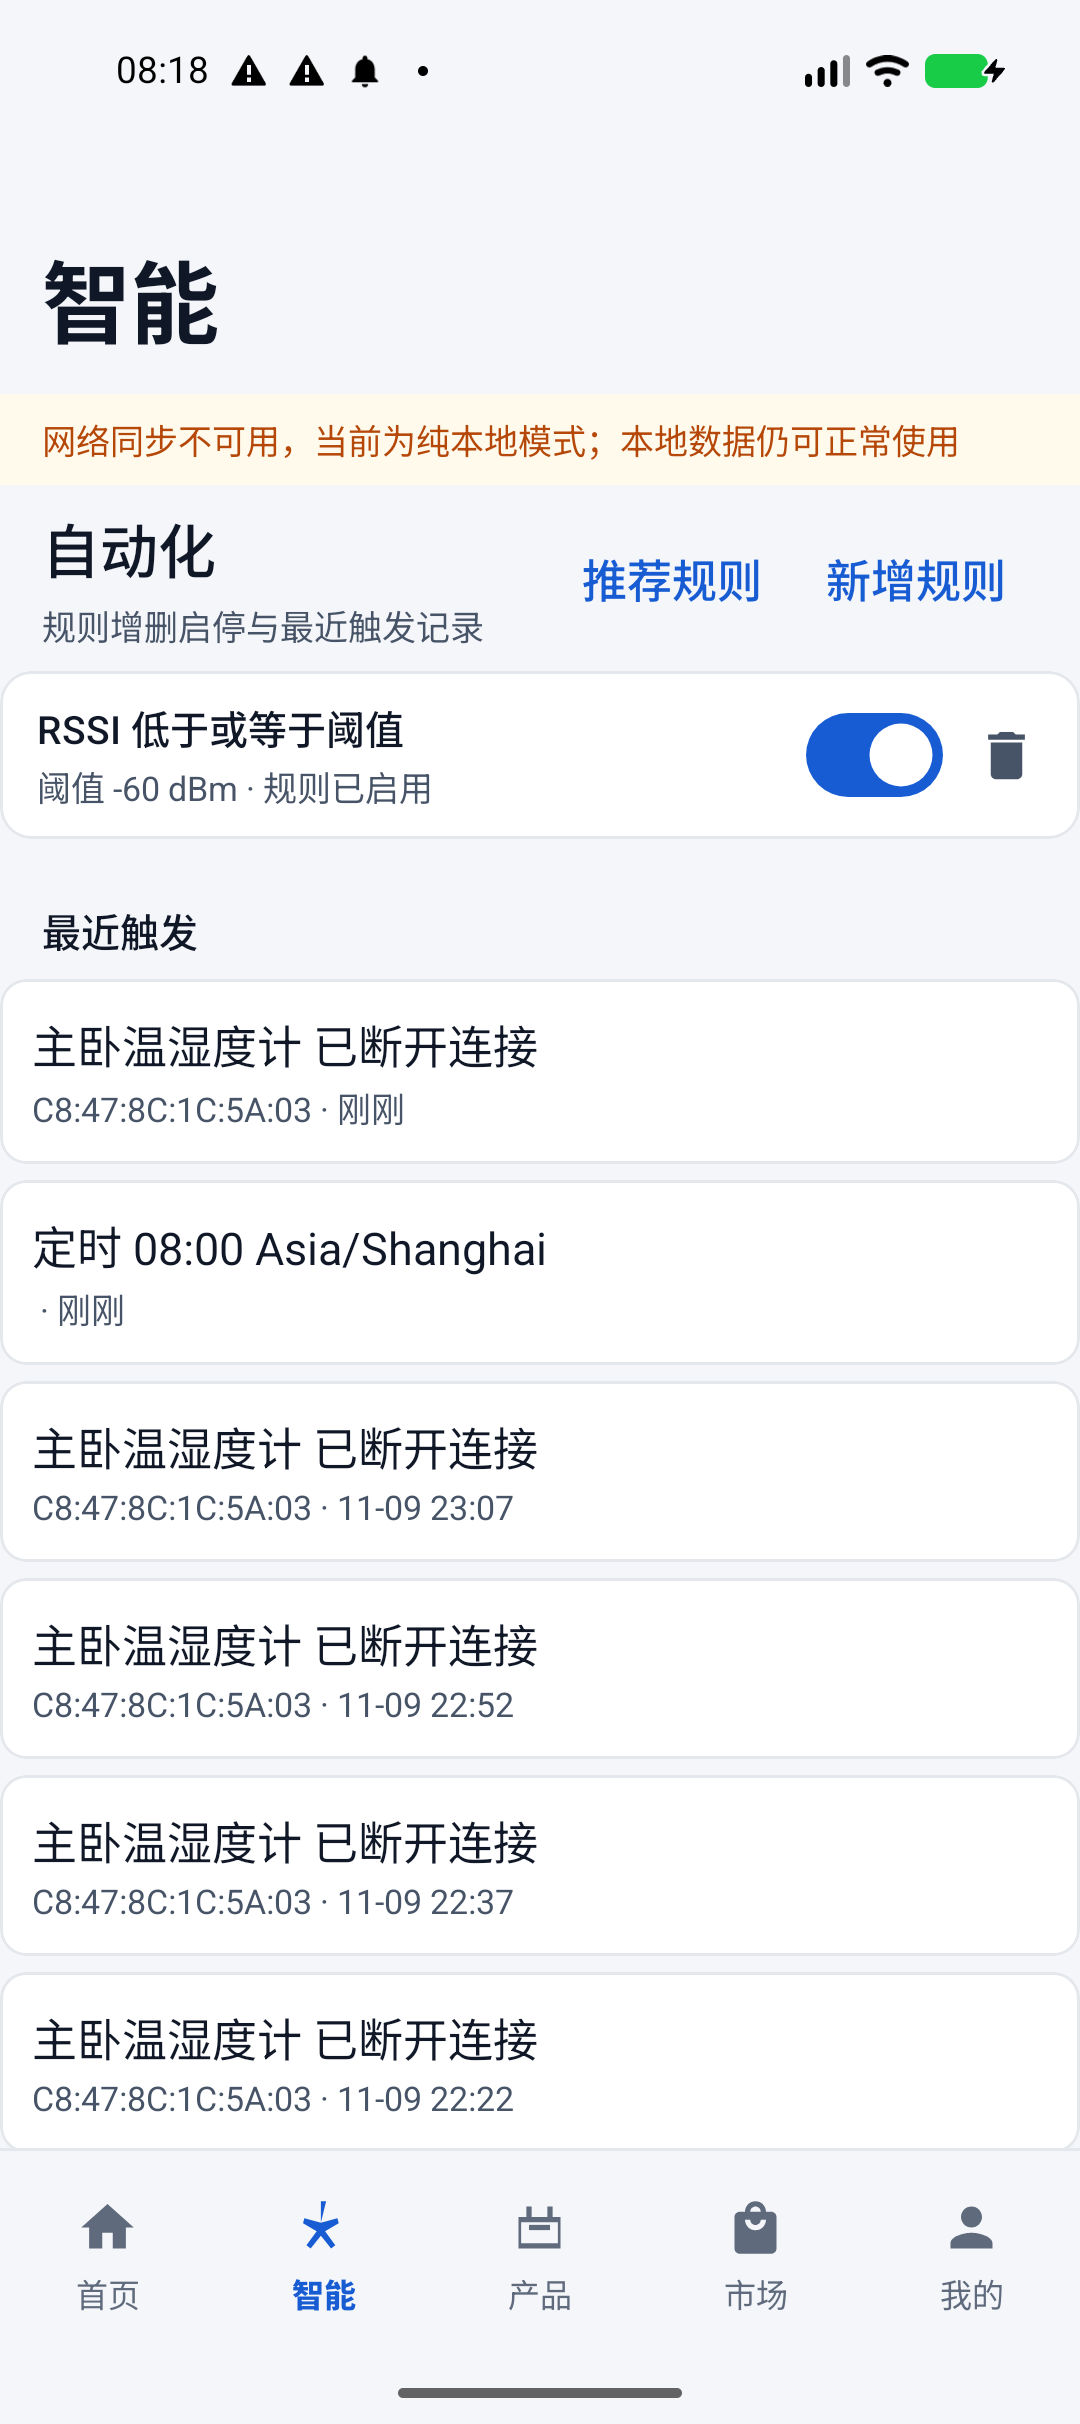 08:18
智能
网络同步不可用，当前为纯本地模式；本地数据仍可正常使用
自动化
规则增删启停与最近触发记录
推荐规则
新增规则
RSSI 低于或等于阈值
阈值 -60 dBm · 规则已启用
最近触发
主卧温湿度计 已断开连接
C8:47:8C:1C:5A:03 · 刚刚
定时 08:00 Asia/Shanghai
· 刚刚
主卧温湿度计 已断开连接
C8:47:8C:1C:5A:03 · 11-09 23:07
主卧温湿度计 已断开连接
C8:47:8C:1C:5A:03 · 11-09 22:52
主卧温湿度计 已断开连接
C8:47:8C:1C:5A:03 · 11-09 22:37
主卧温湿度计 已断开连接
C8:47:8C:1C:5A:03 · 11-09 22:22
首页
智能
产品
市场
我的